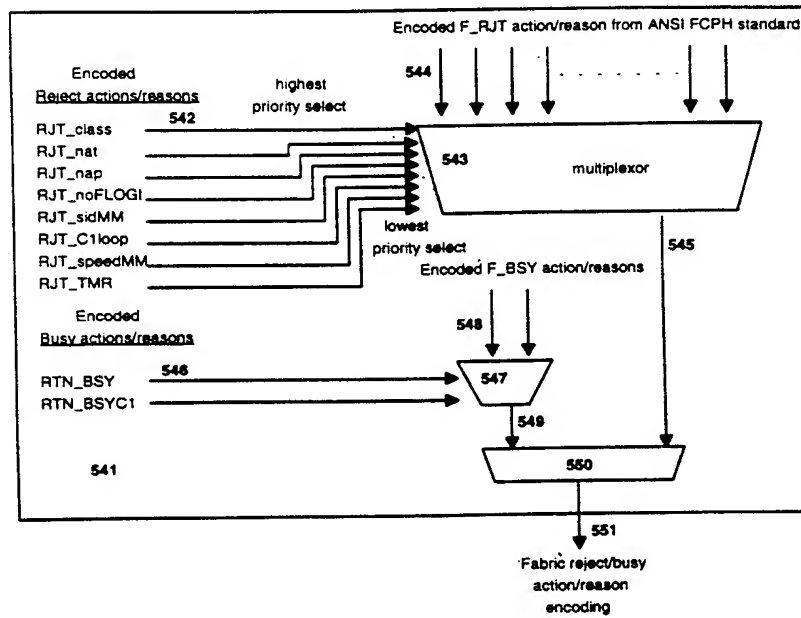 Encoded F_RJT action/reason from ANSI FCPH standard
544
Encoded
Reject actions/reasons
highest
priority select
542
RJT_class
RJT_nat
RJT_nap
RJT_noFLOGI
RJT_sidMM
RJT_C1loop
RJT_speedMM
RJT_TMR
543
multiplexor
lowest
priority select
545
Encoded F_BSY action/reasons
548
Encoded
Busy actions/reasons
546
RTN_BSY
RTN_BSYC1
547
549
541
550
551
Fabric reject/busy
action/reason
encoding